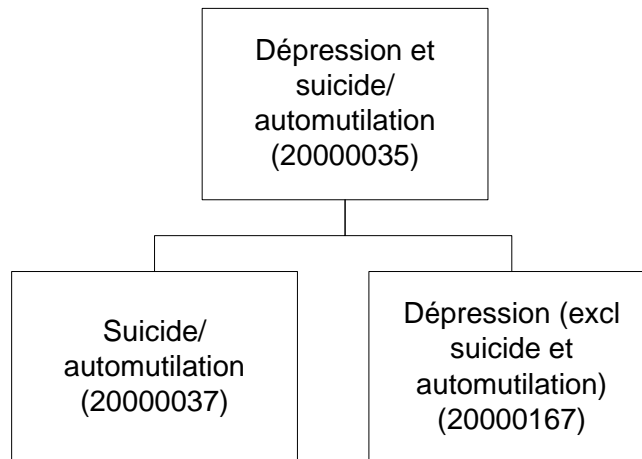 Dépression et
suicide/
automutilation
(20000035)
Suicide/
automutilation
(20000037)
Dépression (excl
suicide et
automutilation)
(20000167)